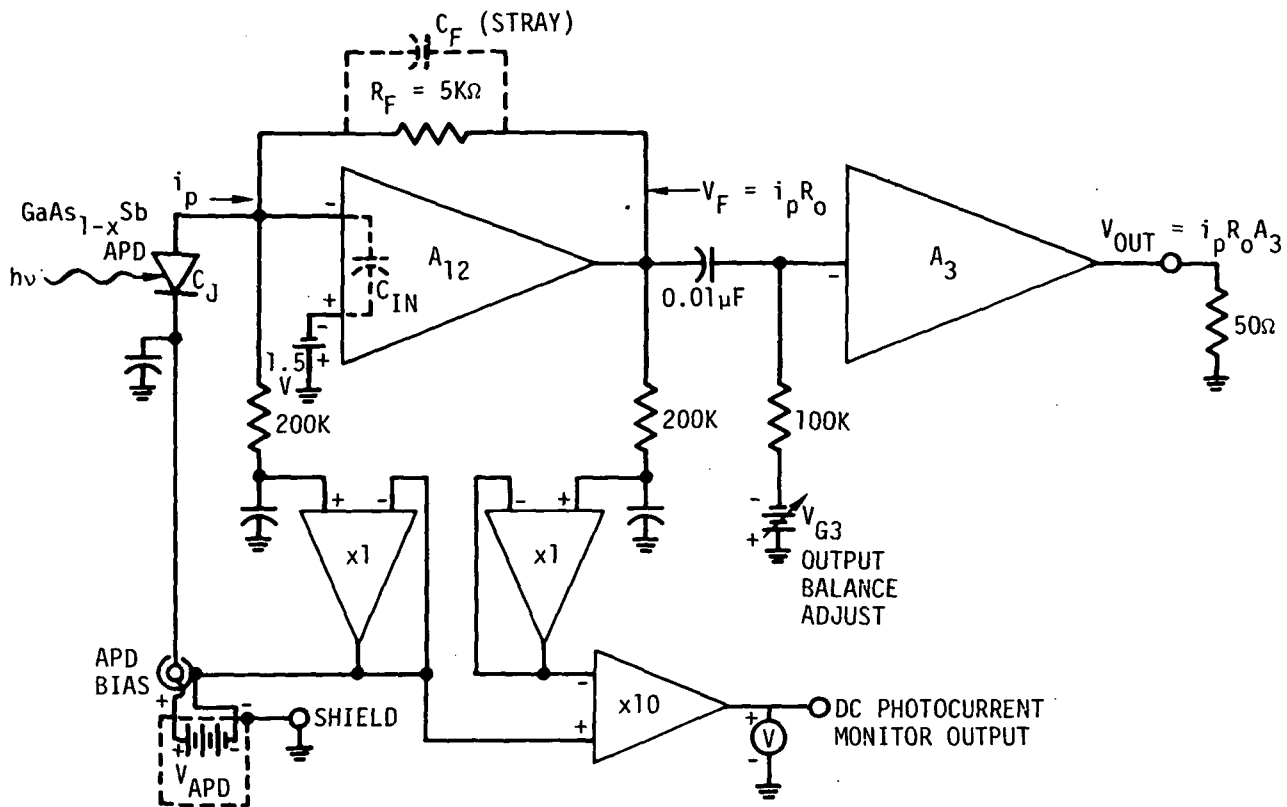 C_F (STRAY)
R_F = 5KΩ
i_p
GaAs_1-x Sb
APD
hν
C_J
-
A_12
+
C_IN
-
1.5
+
V
V_F = i_p R_o
0.01μF
-
A_3
V_OUT = i_p R_o A_3
50Ω
200K
200K
100K
+ -
x1
- +
x1
-
+
V_G3
OUTPUT
BALANCE
ADJUST
APD
BIAS
+
-
SHIELD
+
-
V_APD
-
+
x10
+
V
-
DC PHOTOCURRENT
MONITOR OUTPUT